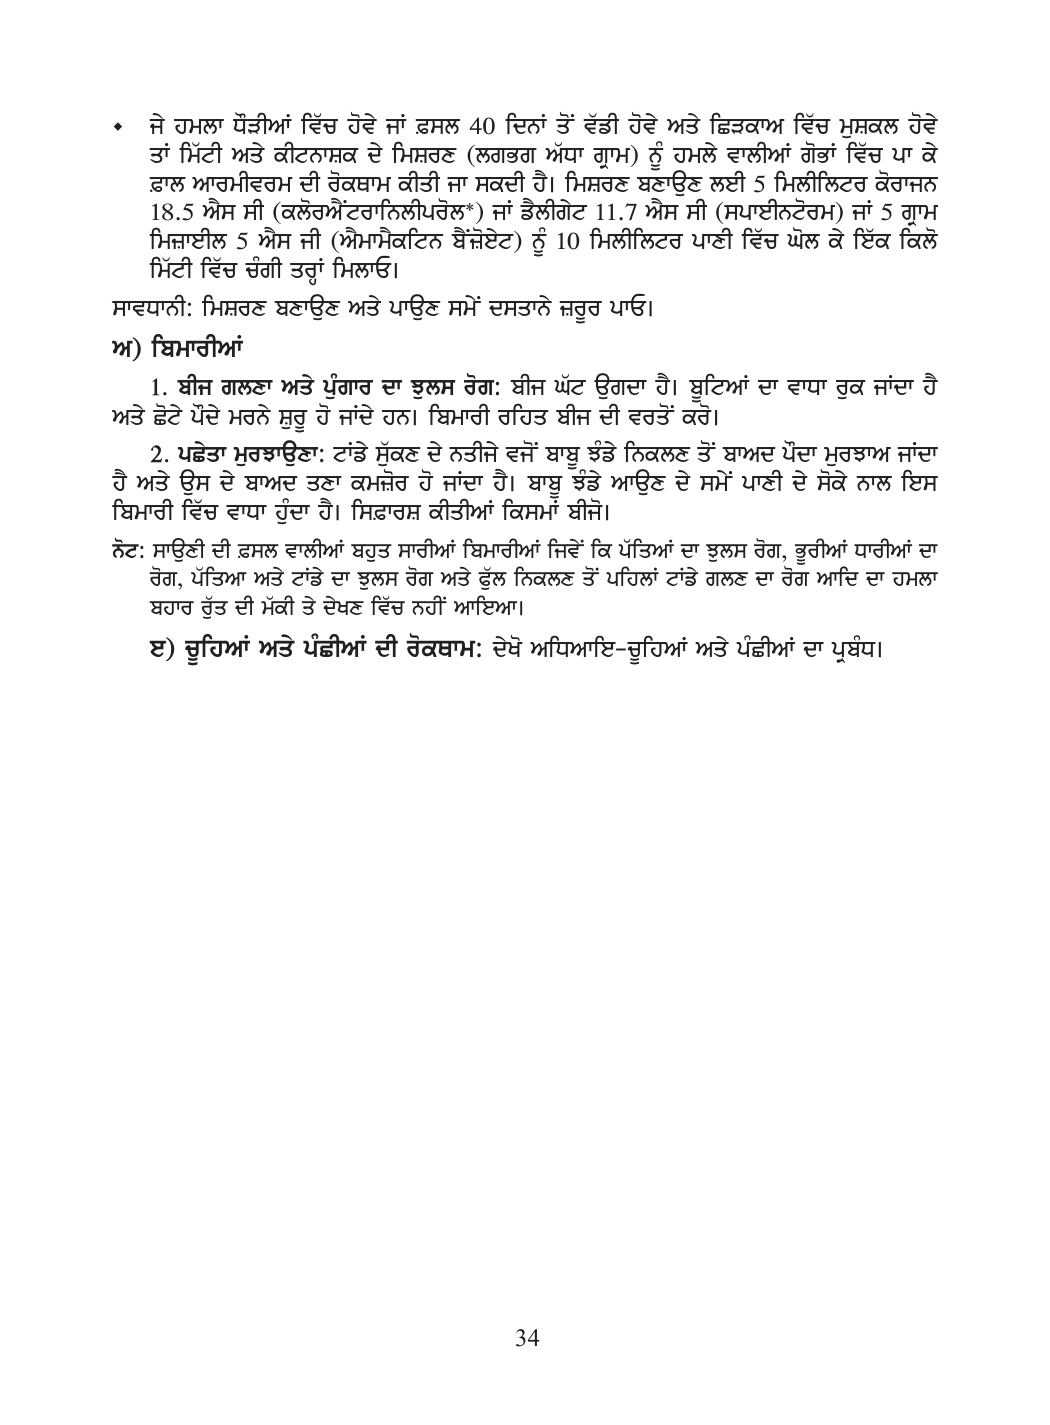 ◆ ਜੇ ਹਮਲਾ ਧੌੜੀਆਂ ਵਿੱਚ ਹੋਵੇ ਜਾਂ ਫ਼ਸਲ 40 ਦਿਨਾਂ ਤੋਂ ਵੱਡੀ ਹੋਵੇ ਅਤੇ ਛਿੜਕਾਅ ਵਿੱਚ ਮੁਸ਼ਕਲ ਹੋਵੇ
ਤਾਂ ਮਿੱਟੀ ਅਤੇ ਕੀਟਨਾਸ਼ਕ ਦੇ ਮਿਸ਼ਰਣ (ਲਗਭਗ ਅੱਧਾ ਗ੍ਰਾਮ) ਨੂੰ ਹਮਲੇ ਵਾਲੀਆਂ ਗੋਭਾਂ ਵਿੱਚ ਪਾ ਕੇ
ਫ਼ਾਲ ਆਰਮੀਵਰਮ ਦੀ ਰੋਕਥਾਮ ਕੀਤੀ ਜਾ ਸਕਦੀ ਹੈ। ਮਿਸ਼ਰਣ ਬਣਾਉਣ ਲਈ 5 ਮਿਲੀਲਿਟਰ ਕੋਰਾਜਨ
18.5 ਐਸ ਸੀ (ਕਲੋਰਐਂਟਰਾਨਿਲੀਪਰੋਲ*) ਜਾਂ ਡੈਲੀਗੇਟ 11.7 ਐਸ ਸੀ (ਸਪਾਈਨਟੋਰਮ) ਜਾਂ 5 ਗ੍ਰਾਮ
ਮਿਜ਼ਾਈਲ 5 ਐਸ ਜੀ (ਐਮਾਮੈਕਟਿਨ ਬੈਂਜ਼ੋਏਟ) ਨੂੰ 10 ਮਿਲੀਲਿਟਰ ਪਾਣੀ ਵਿੱਚ ਘੋਲ ਕੇ ਇੱਕ ਕਿਲੋ
ਮਿੱਟੀ ਵਿੱਚ ਚੰਗੀ ਤਰ੍ਹਾਂ ਮਿਲਾਓ।
ਸਾਵਧਾਨੀ: ਮਿਸ਼ਰਣ ਬਣਾਉਣ ਅਤੇ ਪਾਉਣ ਸਮੇਂ ਦਸਤਾਨੇ ਜ਼ਰੂਰ ਪਾਓ।
ਅ) ਬਿਮਾਰੀਆਂ
1. ਬੀਜ ਗਲਣਾ ਅਤੇ ਪੁੰਗਾਰ ਦਾ ਝੁਲਸ ਰੋਗ: ਬੀਜ ਘੱਟ ਉਗਦਾ ਹੈ। ਬੂਟਿਆਂ ਦਾ ਵਾਧਾ ਰੁਕ ਜਾਂਦਾ ਹੈ
ਅਤੇ ਛੋਟੇ ਪੌਦੇ ਮਰਨੇ ਸ਼ੁਰੂ ਹੋ ਜਾਂਦੇ ਹਨ। ਬਿਮਾਰੀ ਰਹਿਤ ਬੀਜ ਦੀ ਵਰਤੋਂ ਕਰੋ।
2. ਪਛੇਤਾ ਮੁਰਝਾਉਣਾ: ਟਾਂਡੇ ਸੁੱਕਣ ਦੇ ਨਤੀਜੇ ਵਜੋਂ ਬਾਬੂ ਝੰਡੇ ਨਿਕਲਣ ਤੋਂ ਬਾਅਦ ਪੌਦਾ ਮੁਰਝਾਅ ਜਾਂਦਾ
ਹੈ ਅਤੇ ਉਸ ਦੇ ਬਾਅਦ ਤਣਾ ਕਮਜ਼ੋਰ ਹੋ ਜਾਂਦਾ ਹੈ। ਬਾਬੂ ਝੰਡੇ ਆਉਣ ਦੇ ਸਮੇਂ ਪਾਣੀ ਦੇ ਸੋਕੇ ਨਾਲ ਇਸ
ਬਿਮਾਰੀ ਵਿੱਚ ਵਾਧਾ ਹੁੰਦਾ ਹੈ। ਸਿਫ਼ਾਰਸ਼ ਕੀਤੀਆਂ ਕਿਸਮਾਂ ਬੀਜੋ।
ਨੋਟ: ਸਾਉਣੀ ਦੀ ਫ਼ਸਲ ਵਾਲੀਆਂ ਬਹੁਤ ਸਾਰੀਆਂ ਬਿਮਾਰੀਆਂ ਜਿਵੇਂ ਕਿ ਪੱਤਿਆਂ ਦਾ ਝੁਲਸ ਰੋਗ, ਭੂਰੀਆਂ ਧਾਰੀਆਂ ਦਾ
ਰੋਗ, ਪੱਤਿਆ ਅਤੇ ਟਾਂਡੇ ਦਾ ਝੁਲਸ ਰੋਗ ਅਤੇ ਫੁੱਲ ਨਿਕਲਣ ਤੋਂ ਪਹਿਲਾਂ ਟਾਂਡੇ ਗਲਣ ਦਾ ਰੋਗ ਆਦਿ ਦਾ ਹਮਲਾ
ਬਹਾਰ ਰੁੱਤ ਦੀ ਮੱਕੀ ਤੇ ਦੇਖਣ ਵਿੱਚ ਨਹੀਂ ਆਇਆ।
ੲ) ਚੂਹਿਆਂ ਅਤੇ ਪੰਛੀਆਂ ਦੀ ਰੋਕਥਾਮ: ਦੇਖੋ ਅਧਿਆਇ-ਚੂਹਿਆਂ ਅਤੇ ਪੰਛੀਆਂ ਦਾ ਪ੍ਰਬੰਧ।
34